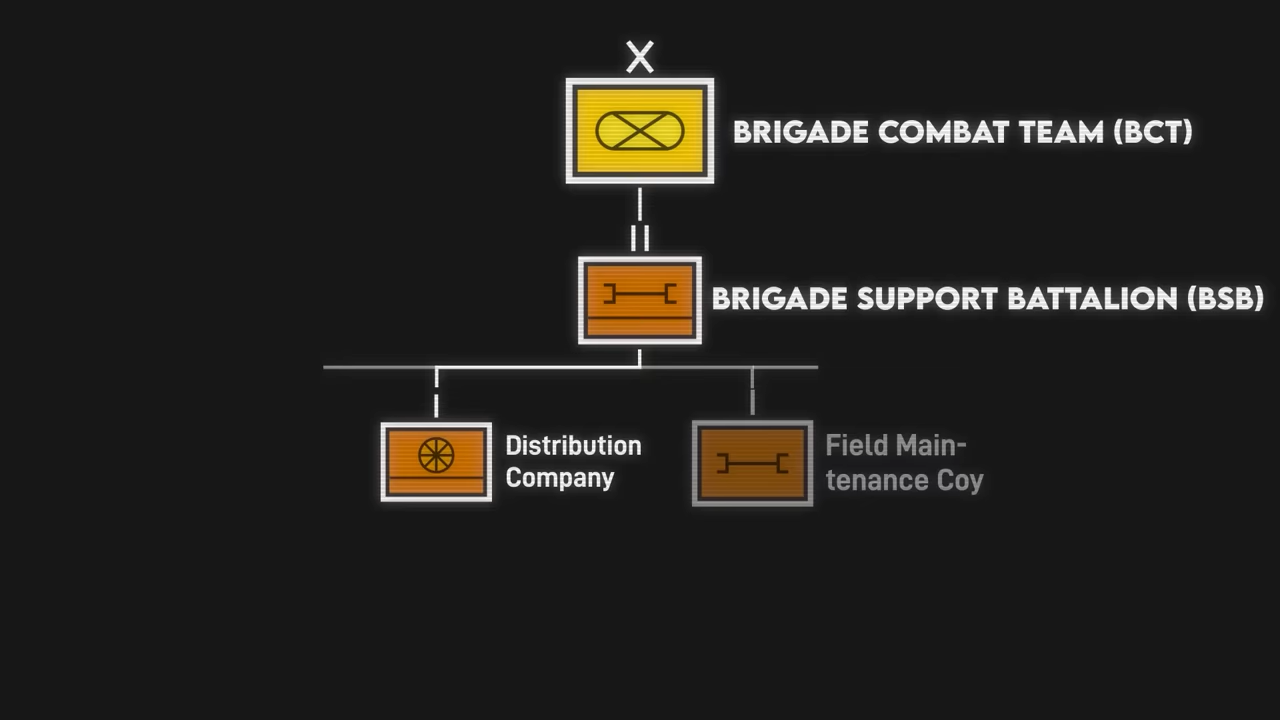 X
BRIGADE COMBAT TEAM (BCT)
II
BRIGADE SUPPORT BATTALION (BSB)
Distribution
Company
Field Main-
tenance Coy